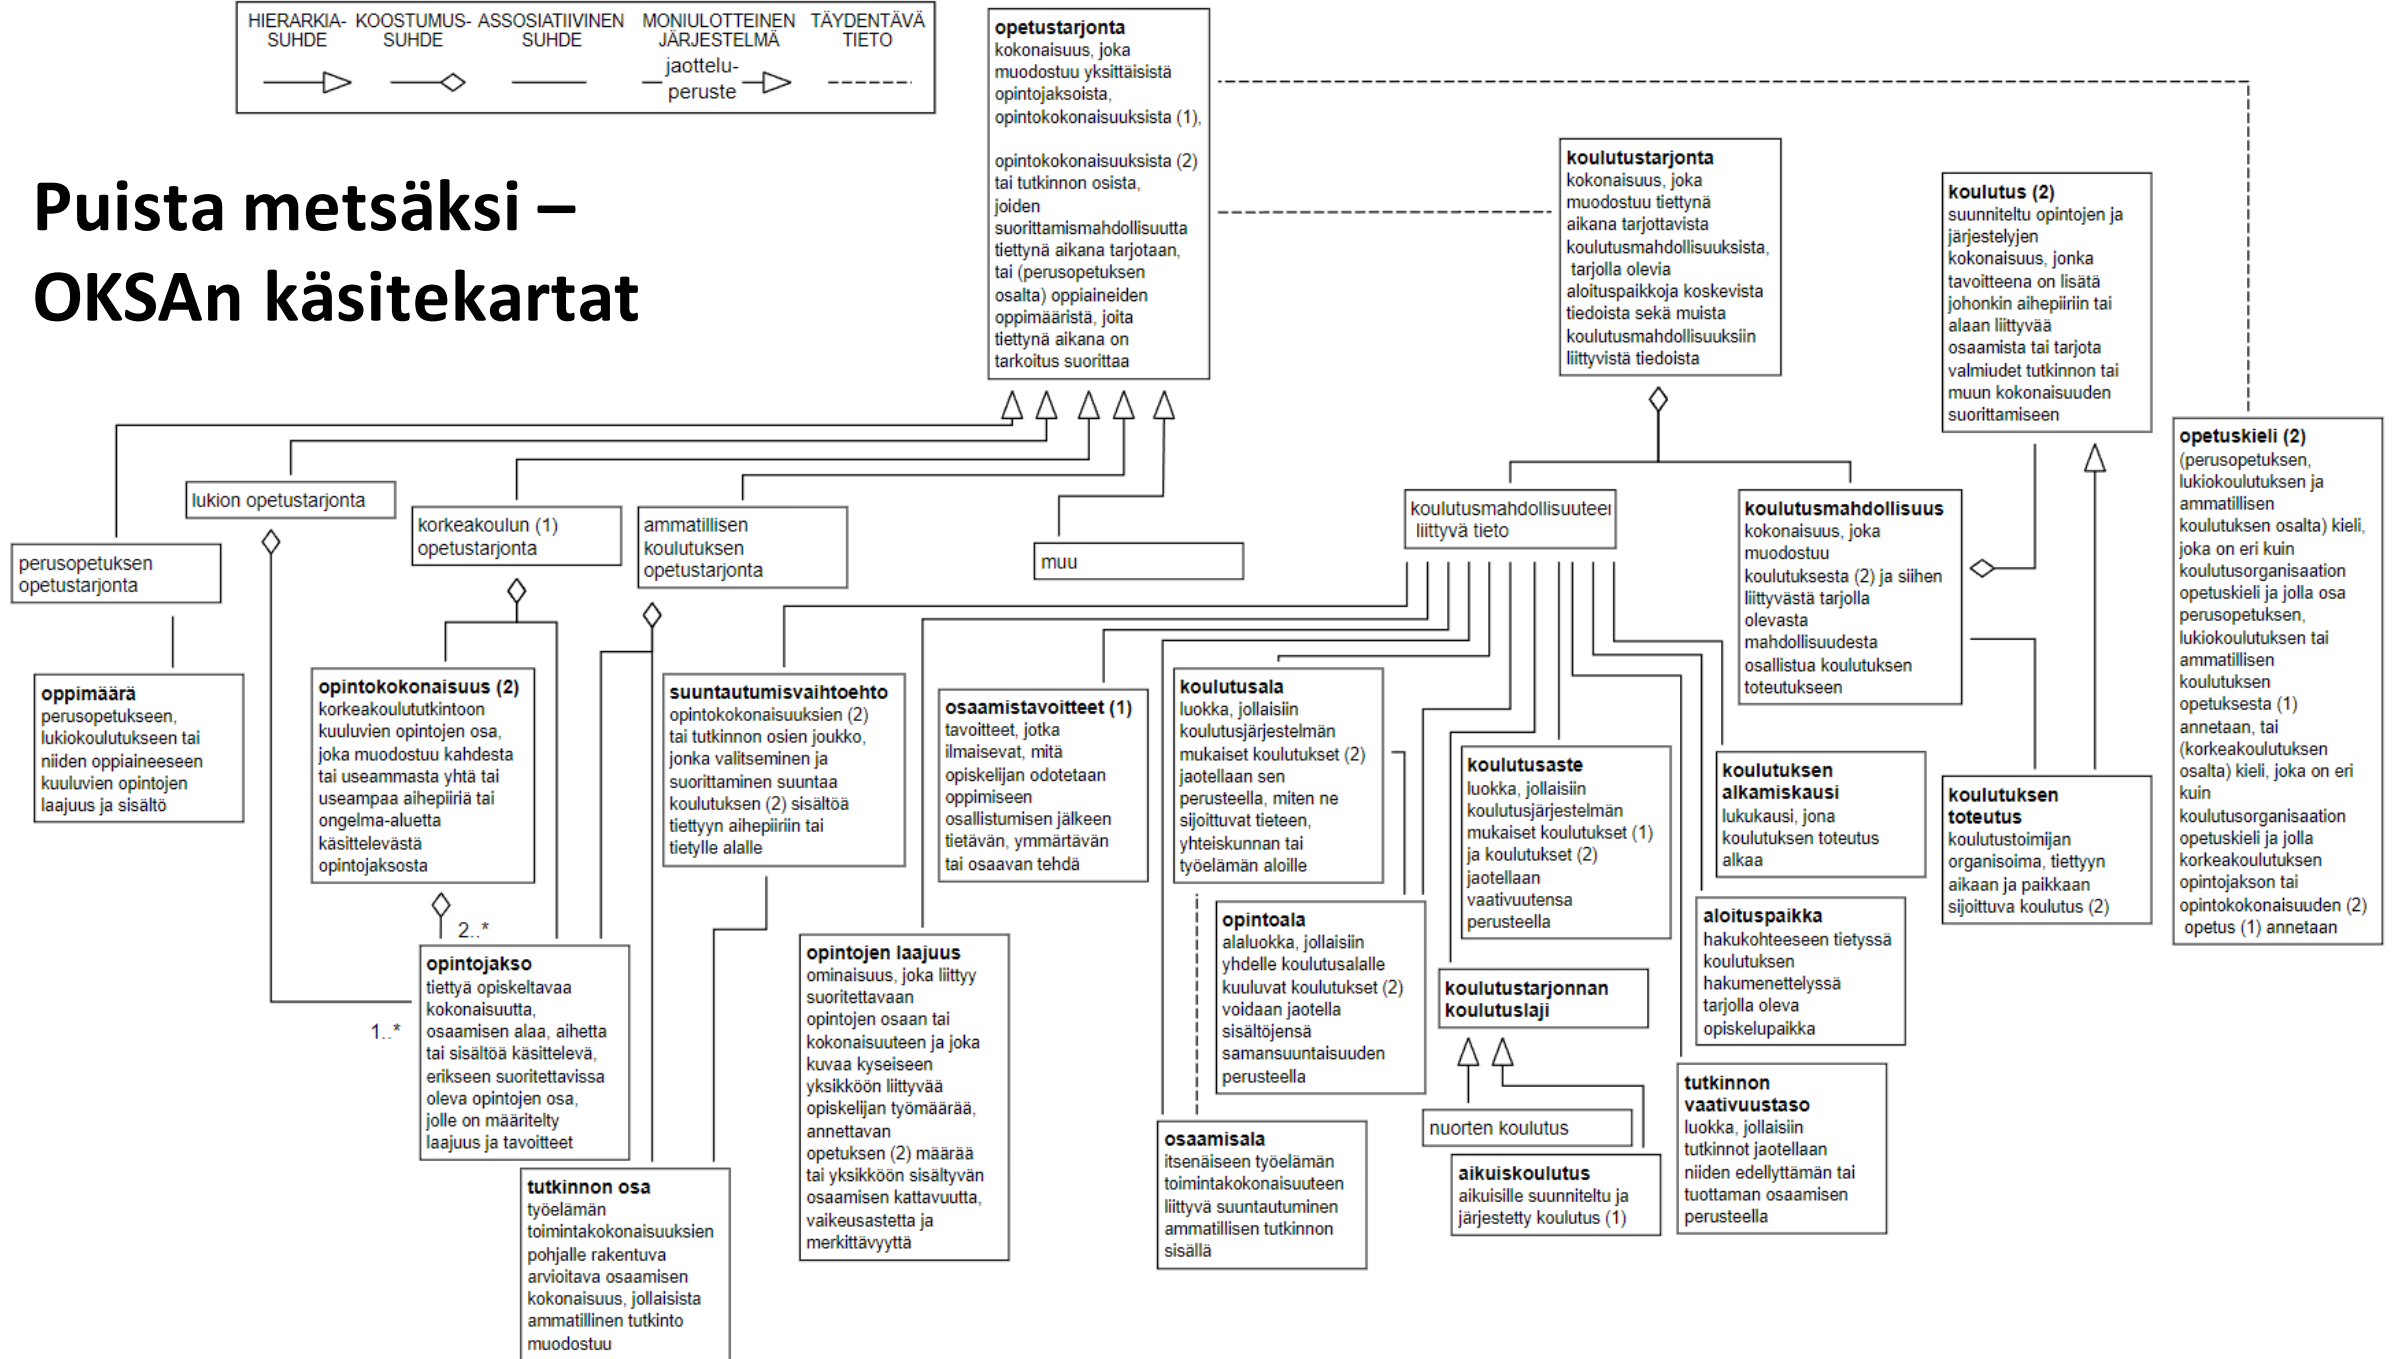 HIERARKIA-
SUHDE
KOOSTUMUS-
SUHDE
ASSOSIATIIVINEN
SUHDE
MONIULOTTEINEN
JÄRJESTELMÄ
TÄYDENTÄVÄ
TIETO
jaottelu-
peruste
Puista metsäksi –
OKSAn käsitekartat
opetustarjonta
kokonaisuus, joka
muodostuu yksittäisistä
opintojaksoista,
opintokokonaisuuksista (1),
opintokokonaisuuksista (2)
tai tutkinnon osista,
joiden
suorittamismahdollisuutta
tiettynä aikana tarjotaan,
tai (perusopetuksen
osalta) oppiaineiden
oppimääristä, joita
tiettynä aikana on
tarkoitus suorittaa
koulutustarjonta
kokonaisuus, joka
muodostuu tiettynä
aikana tarjottavista
koulutusmahdollisuuksista,
tarjolla olevia
aloituspaikkoja koskevista
tiedoista sekä muista
koulutusmahdollisuuksiin
liittyvistä tiedoista
koulutus (2)
suunniteltu opintojen ja
järjestelyjen
kokonaisuus, jonka
tavoitteena on lisätä
johonkin aihepiiriin tai
alaan liittyvää
osaamista tai tarjota
valmiudet tutkinnon tai
muun kokonaisuuden
suorittamiseen
opetuskieli (2)
(perusopetuksen,
lukiokoulutuksen ja
ammatillisen
koulutuksen osalta) kieli,
joka on eri kuin
koulutusorganisaation
opetuskieli ja jolla osa
perusopetuksen,
lukiokoulutuksen tai
ammatillisen
koulutuksen
opetuksesta (1)
annetaan, tai
(korkeakoulutuksen
osalta) kieli, joka on eri
kuin
koulutusorganisaation
opetuskieli ja jolla
korkeakoulutuksen
opintojakson tai
opintokokonaisuuden (2)
opetus (1) annetaan
lukion opetustarjonta
korkeakoulun (1)
opetustarjonta
ammatillisen
koulutuksen
opetustarjonta
perusopetuksen
opetustarjonta
muu
koulutusmahdollisuuteen
liittyvä tieto
koulutusmahdollisuus
kokonaisuus, joka
muodostuu
koulutuksesta (2) ja siihen
liittyvästä tarjolla
olevasta
mahdollisuudesta
osallistua koulutuksen
toteutukseen
oppimäärä
perusopetukseen,
lukiokoulutukseen tai
niiden oppiaineeseen
kuuluvien opintojen
laajuus ja sisältö
opintokokonaisuus (2)
korkeakoulututkintoon
kuuluvien opintojen osa,
joka muodostuu kahdesta
tai useammasta yhtä tai
useampaa aihepiiriä tai
ongelma-aluetta
käsittelevästä
opintojaksosta
suuntautumisvaihtoehto
opintokokonaisuuksien (2)
tai tutkinnon osien joukko,
jonka valitseminen ja
suorittaminen suuntaa
koulutuksen (2) sisältöä
tiettyyn aihepiiriin tai
tietylle alalle
osaamistavoitteet (1)
tavoitteet, jotka
ilmaisevat, mitä
opiskelijan odotetaan
oppimiseen
osallistumisen jälkeen
tietävän, ymmärtävän
tai osaavan tehdä
koulutusala
luokka, jollaisiin
koulutusjärjestelmän
mukaiset koulutukset (2)
jaotellaan sen
perusteella, miten ne
sijoittuvat tieteen,
yhteiskunnan tai
työelämän aloille
koulutusaste
luokka, jollaisiin
koulutusjärjestelmän
mukaiset koulutukset (1)
ja koulutukset (2)
jaotellaan
vaativuutensa
perusteella
koulutuksen
alkamiskausi
lukukausi, jona
koulutuksen toteutus
alkaa
koulutuksen
toteutus
koulutustoimijan
organisoima, tiettyyn
aikaan ja paikkaan
sijoittuva koulutus (2)
2..*
1..*
opintojakso
tiettyä opiskeltavaa
kokonaisuutta,
osaamisen alaa, aihetta
tai sisältöä käsittelevä,
erikseen suoritettavissa
oleva opintojen osa,
jolle on määritelty
laajuus ja tavoitteet
opintojen laajuus
ominaisuus, joka liittyy
suoritettavaan
opintojen osaan tai
kokonaisuuteen ja joka
kuvaa kyseiseen
yksikköön liittyvää
opiskelijan työmäärää,
annettavan
opetuksen (2) määrää
tai yksikköön sisältyvän
osaamisen kattavuutta,
vaikeusastetta ja
merkittävyyttä
opintoala
alaluokka, jollaisiin
yhdelle koulutusalalle
kuuluvat koulutukset (2)
voidaan jaotella
sisältöjensä
samansuuntaisuuden
perusteella
aloituspaikka
hakukohteeseen tietyssä
koulutuksen
hakumenettelyssä
tarjolla oleva
opiskelupaikka
koulutustarjonnan
koulutuslaji
nuorten koulutus
aikuiskoulutus
aikuisille suunniteltu ja
järjestetty koulutus (1)
tutkinnon
vaativuustaso
luokka, jollaisiin
tutkinnot jaotellaan
niiden edellyttämän tai
tuottaman osaamisen
perusteella
osaamisala
itsenäiseen työelämän
toimintakokonaisuuteen
liittyvä suuntautuminen
ammatillisen tutkinnon
sisällä
tutkinnon osa
työelämän
toimintakokonaisuuksien
pohjalle rakentuva
arvioitava osaamisen
kokonaisuus, jollaisista
ammatillinen tutkinto
muodostuu